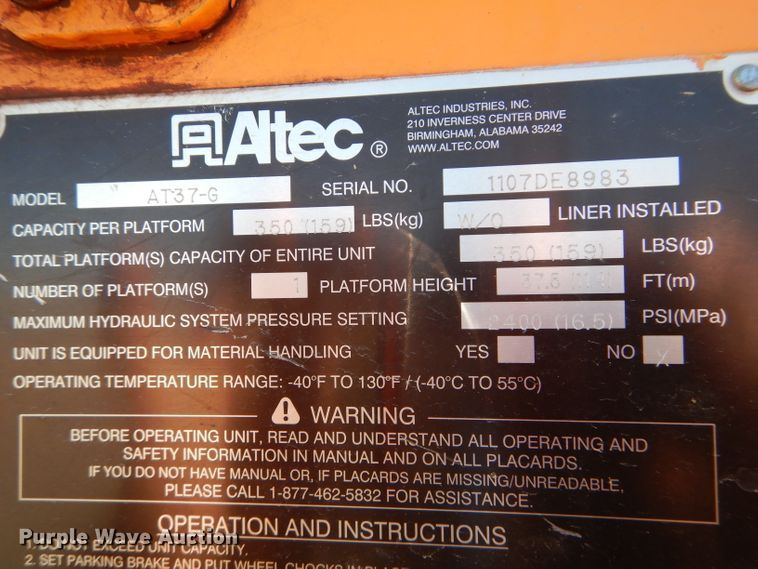 Altec ®
ALTEC INDUSTRIES, INC.
210 INVERNESS CENTER DRIVE
BIRMINGHAM, ALABAMA 35242
WWW.ALTEC.COM
MODEL AT37-G SERIAL NO. 1107DE8983
CAPACITY PER PLATFORM 350 (159) LBS(kg) W/O LINER INSTALLED
TOTAL PLATFORM(S) CAPACITY OF ENTIRE UNIT 350 (159) LBS(kg)
NUMBER OF PLATFORM(S) 1 PLATFORM HEIGHT FT(m)
MAXIMUM HYDRAULIC SYSTEM PRESSURE SETTING 2400 (16.5) PSI(MPa)
UNIT IS EQUIPPED FOR MATERIAL HANDLING YES NO X
OPERATING TEMPERATURE RANGE: -40°F TO 130°F / (-40°C TO 55°C)
WARNING
BEFORE OPERATING UNIT, READ AND UNDERSTAND ALL OPERATING AND
SAFETY INFORMATION IN MANUAL AND ON ALL PLACARDS.
IF YOU DO NOT HAVE MANUAL OR, IF PLACARDS ARE MISSING/UNREADABLE,
PLEASE CALL 1-877-462-5832 FOR ASSISTANCE.
OPERATION AND INSTRUCTIONS
1. DO NOT EXCEED UNIT CAPACITY.
2. SET PARKING BRAKE AND PUT WHEEL CHOCKS IN PLACE
Purple Wave Auction